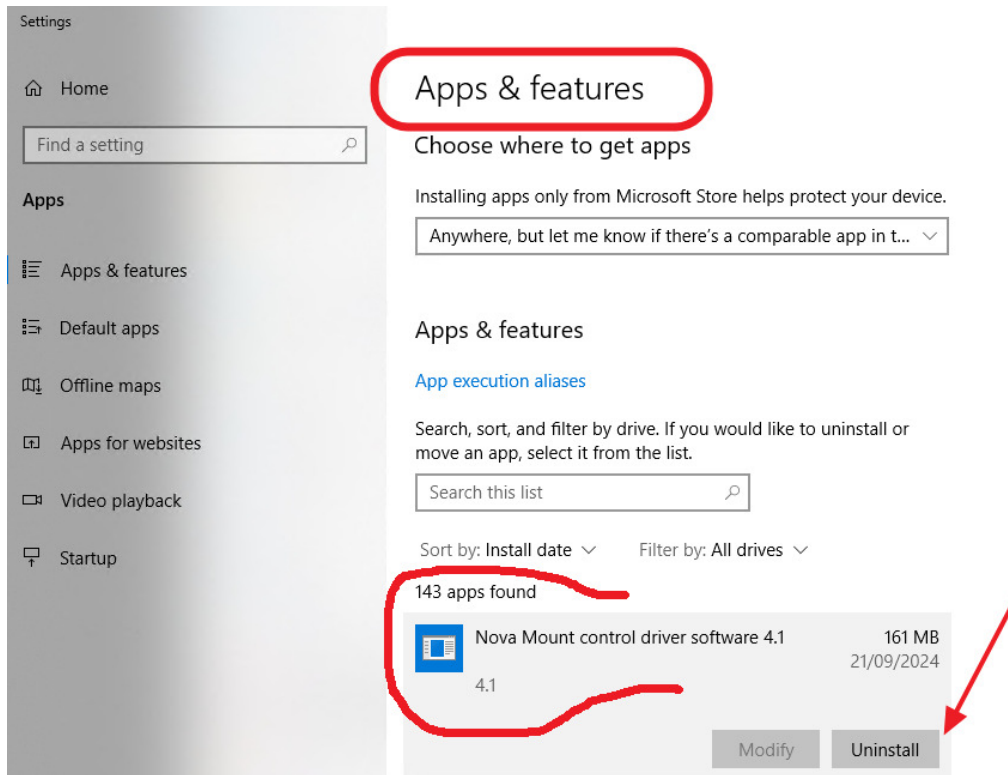 Settings
Home
Find a setting
Apps
Apps & features
Default apps
Offline maps
Apps for websites
Video playback
Startup
Apps & features
Choose where to get apps
Installing apps only from Microsoft Store helps protect your device.
Anywhere, but let me know if there's a comparable app in t...
Apps & features
App execution aliases
Search, sort, and filter by drive. If you would like to uninstall or
move an app, select it from the list.
Search this list
Sort by: Install date Filter by: All drives
143 apps found
Nova Mount control driver software 4.1 161 MB
21/09/2024
4.1
Modify Uninstall